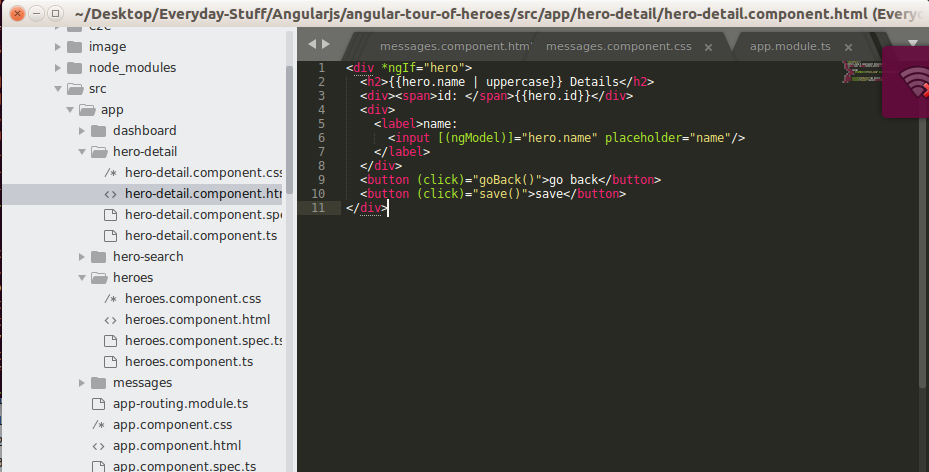 ~/Desktop/Everyday-Stuff/Angularjs/angular-tour-of-heroes/src/app/hero-detail/hero-detail.component.html (Everyd
e2e
image
node_modules
src
app
dashboard
hero-detail
/* hero-detail.component.css
<> hero-detail.component.htm
hero-detail.component.spe
hero-detail.component.ts
hero-search
heroes
/* heroes.component.css
<> heroes.component.html
heroes.component.spec.ts
heroes.component.ts
messages
app-routing.module.ts
/* app.component.css
<> app.component.html
app.component.spec.ts
messages.component.htm
messages.component.css ×
app.module.ts ×
1 <div *ngIf="hero">
2   <h2>{{hero.name | uppercase}} Details</h2>
3   <div><span>id: </span>{{hero.id}}</div>
4   <div>
5     <label>name:
6       <input [(ngModel)]="hero.name" placeholder="name"/>
7     </label>
8   </div>
9   <button (click)="goBack()">go back</button>
10   <button (click)="save()">save</button>
11 </div>